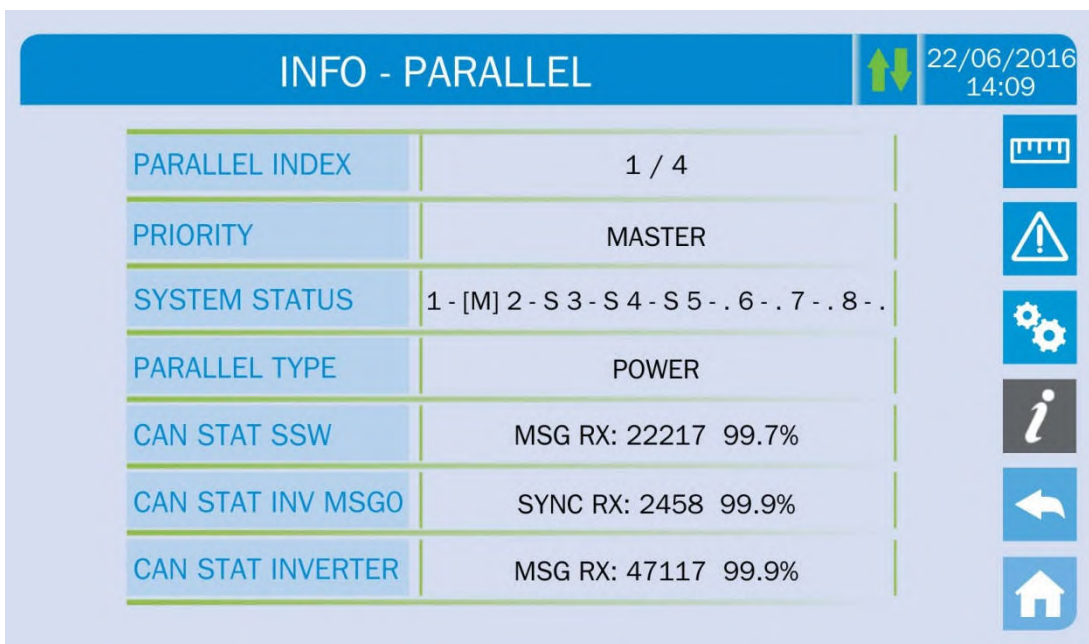 INFO - PARALLEL
22/06/2016
14:09
PARALLEL INDEX 1 / 4
PRIORITY MASTER
SYSTEM STATUS 1 - [M] 2 - S 3 - S 4 - S 5 - . 6 - . 7 - . 8 - .
PARALLEL TYPE POWER
CAN STAT SSW MSG RX: 22217 99.7%
CAN STAT INV MSG0 SYNC RX: 2458 99.9%
CAN STAT INVERTER MSG RX: 47117 99.9%
i